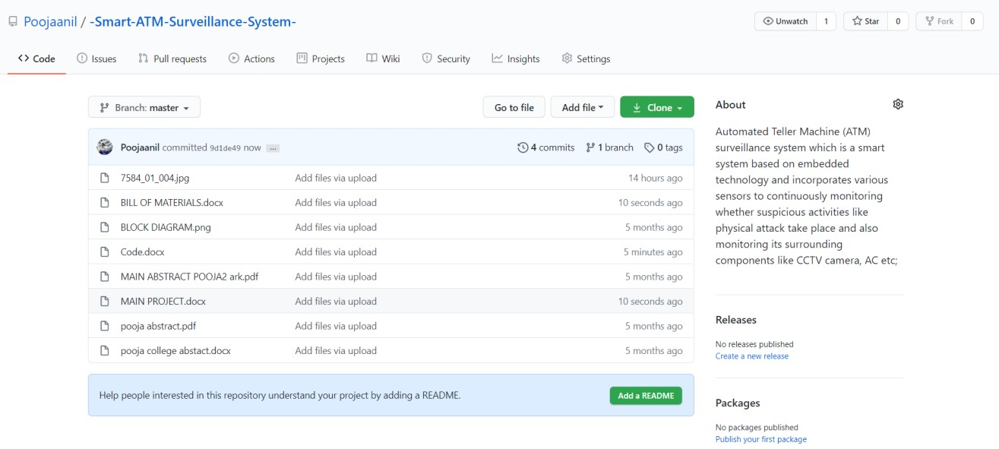 Poojaanil / -Smart-ATM-Surveillance-System-
Unwatch 1 Star 0 Fork 0
Code Issues Pull requests Actions Projects Wiki Security Insights Settings
Branch: master Go to file Add file Clone
Poojaanil committed 9d1de49 now ... 4 commits 1 branch 0 tags
7584_01_004.jpg Add files via upload 14 hours ago
BILL OF MATERIALS.docx Add files via upload 10 seconds ago
BLOCK DIAGRAM.png Add files via upload 5 months ago
Code.docx Add files via upload 5 minutes ago
MAIN ABSTRACT POOJA2 ark.pdf Add files via upload 5 months ago
MAIN PROJECT.docx Add files via upload 10 seconds ago
pooja abstract.pdf Add files via upload 5 months ago
pooja college abstact.docx Add files via upload 5 months ago
Help people interested in this repository understand your project by adding a README. Add a README
About
Automated Teller Machine (ATM)
surveillance system which is a smart
system based on embedded
technology and incorporates various
sensors to continuously monitoring
whether suspicious activities like
physical attack take place and also
monitoring its surrounding
components like CCTV camera, AC etc;
Releases
No releases published
Create a new release
Packages
No packages published
Publish your first package